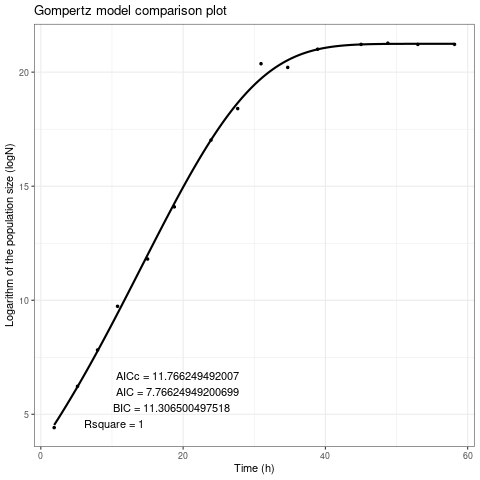 Gompertz model comparison plot
Logarithm of the population size (logN)
20
15
10
5
AICc = 11.766249492007
AIC = 7.76624949200699
BIC = 11.306500497518
Rsquare = 1
0
20
40
60
Time (h)